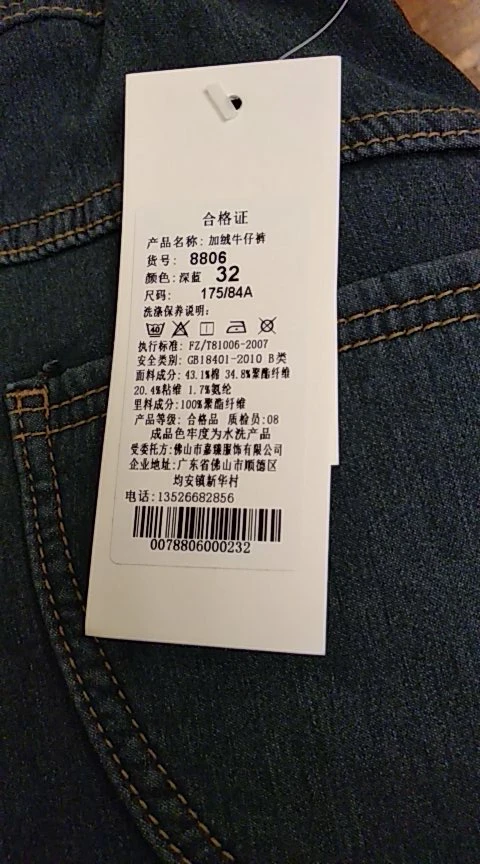 合格证
产品名称: 加绒牛仔裤
货号: 8806
颜色: 深蓝 32
尺码: 175/84A
洗涤保养说明:
40
执行标准: FZ/T81006-2007
安全类别: GB18401-2010 B类
面料成分: 43.1%棉 34.8%聚酯纤维
20.4%粘维 1.7%氨纶
里料成分:100%聚酯纤维
产品等级: 合格品 质检员:08
成品色牢度为水洗产品
受委托方:佛山市嘉臻服饰有限公司
企业地址:广东省佛山市顺德区
均安镇新华村
电话:13526682856
0078806000232